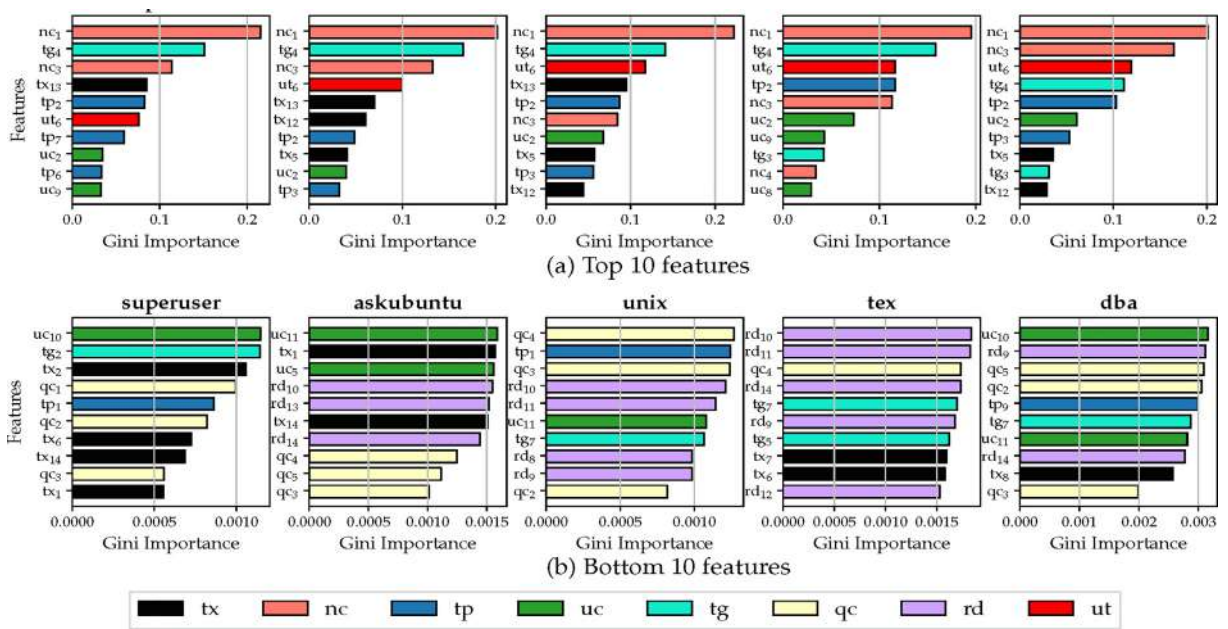 nc1 nc1 nc1 nc1 nc1
tg4 tg4 tg4 tg4 nc3
nc3 nc3 ut6 ut6 ut6
tx13 ut6 tx13 tp2 tg4
tp2 tx13 tp2 nc3 tp2
ut6 tx12 nc3 uc2 uc2
tp7 tp2 uc2 uc9 tp3
uc2 tx5 tx5 tg3 tx5
tp6 uc2 tp3 nc4 tg3
uc9 tp3 tx12 uc8 tx12
Features
0.0 0.1 0.2 0.0 0.1 0.2 0.0 0.1 0.2 0.0 0.1 0.2 0.0 0.1 0.2
Gini Importance Gini Importance Gini Importance Gini Importance Gini Importance
(a) Top 10 features
superuser askubuntu unix tex dba
uc10 uc11 qc4 rd10 uc10
tg2 tx1 tp1 rd11 rd9
tx2 uc5 qc3 qc4 qc5
qc1 rd10 rd10 rd14 qc2
tp1 rd13 rd11 tg7 tp9
qc2 tx14 uc11 rd9 tg7
tx6 rd14 tg7 tg5 uc11
tx14 qc4 rd8 tx7 rd14
qc3 qc5 rd9 tx6 tx8
tx1 qc3 qc2 rd12 qc3
Features
0.0000 0.0005 0.0010 0.0000 0.0005 0.0010 0.0015 0.0000 0.0005 0.0010 0.0000 0.0005 0.0010 0.0015 0.000 0.001 0.002 0.003
Gini Importance Gini Importance Gini Importance Gini Importance Gini Importance
(b) Bottom 10 features
tx nc tp uc tg qc rd ut